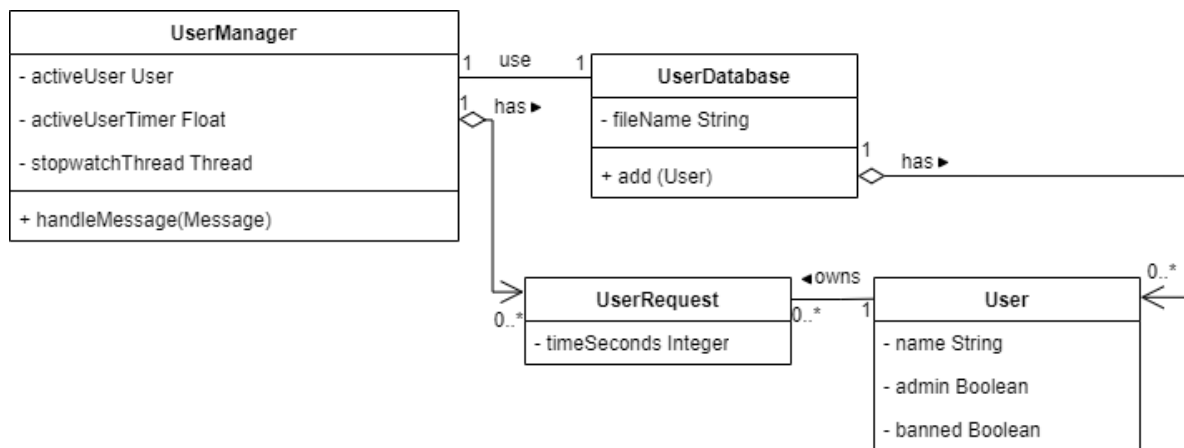 UserManager
- activeUser User
- activeUserTimer Float
- stopwatchThread Thread
+ handleMessage(Message)
1
use
1
1
has ►
UserDatabase
- fileName String
+ add (User)
1
has ►
0..*
UserRequest
- timeSeconds Integer
◄owns
0..*
1
0..*
User
- name String
- admin Boolean
- banned Boolean